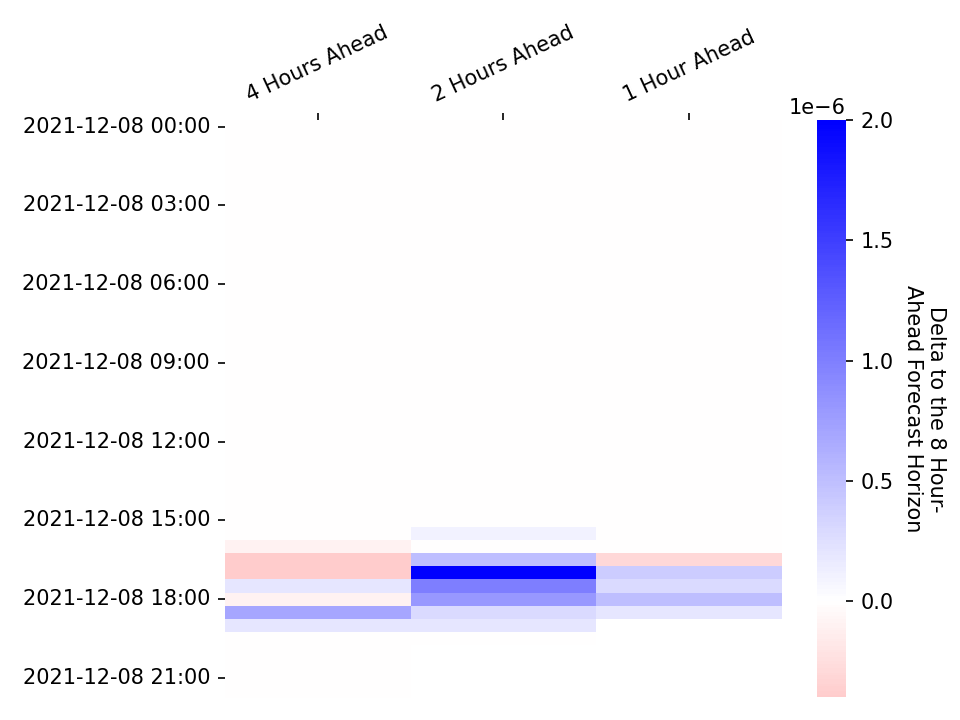 4 Hours Ahead
2 Hours Ahead
1 Hour Ahead
1e−6
2021-12-08 00:00
2021-12-08 03:00
2021-12-08 06:00
2021-12-08 09:00
2021-12-08 12:00
2021-12-08 15:00
2021-12-08 18:00
2021-12-08 21:00
2.0
1.5
1.0
0.5
0.0
Delta to the 8 Hour-
Ahead Forecast Horizon